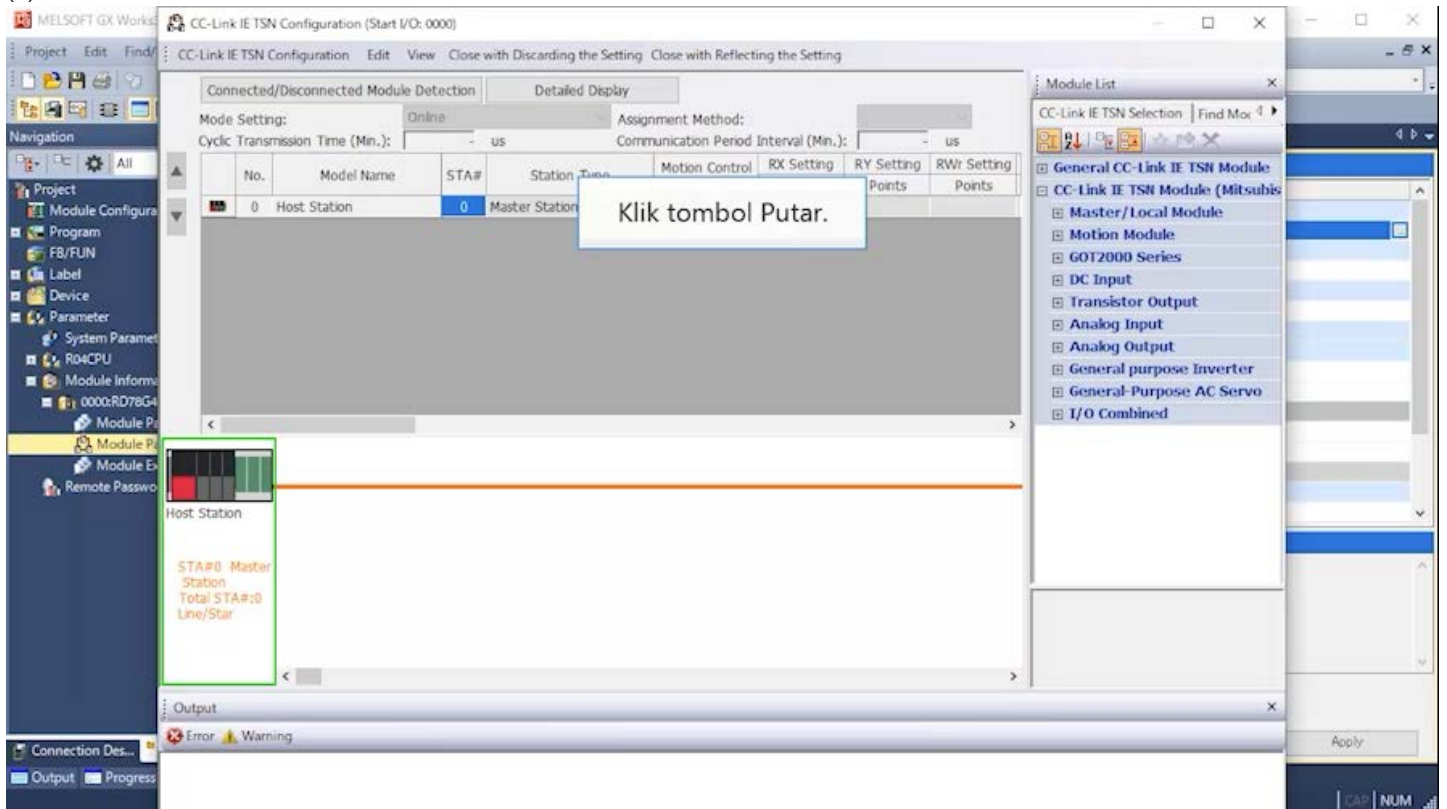 MELSOFT GX Works
Project Edit Find/
CC-Link IE TSN Configuration (Start I/O: 0000)
CC-Link IE TSN Configuration Edit View Close with Discarding the Setting Close with Reflecting the Setting
Connected/Disconnected Module Detection Detailed Display
Mode Setting: Online Assignment Method:
Cyclic Transmission Time (Min.): - us Communication Period Interval (Min.): - us
No. Model Name STA# Station Type Motion Control RX Setting RY Setting RWr Setting
Points Points
0 Host Station 0 Master Station
Klik tombol Putar.
Navigation
All
Project
Module Configura
Program
FB/FUN
Label
Device
Parameter
System Paramet
R04CPU
Module Informa
0000:RD78G4
Module Pa
Module Pa
Module Ex
Remote Passwo
Connection Des...
Output Progress
Host Station
STA#0 Master
Station
Total STA#:0
Line/Star
Output
Error Warning
Module List
CC-Link IE TSN Selection Find Mod
General CC-Link IE TSN Module
CC-Link IE TSN Module (Mitsubis
Master/Local Module
Motion Module
GOT2000 Series
DC Input
Transistor Output
Analog Input
Analog Output
General purpose Inverter
General-Purpose AC Servo
I/O Combined
Apply
CAP NUM